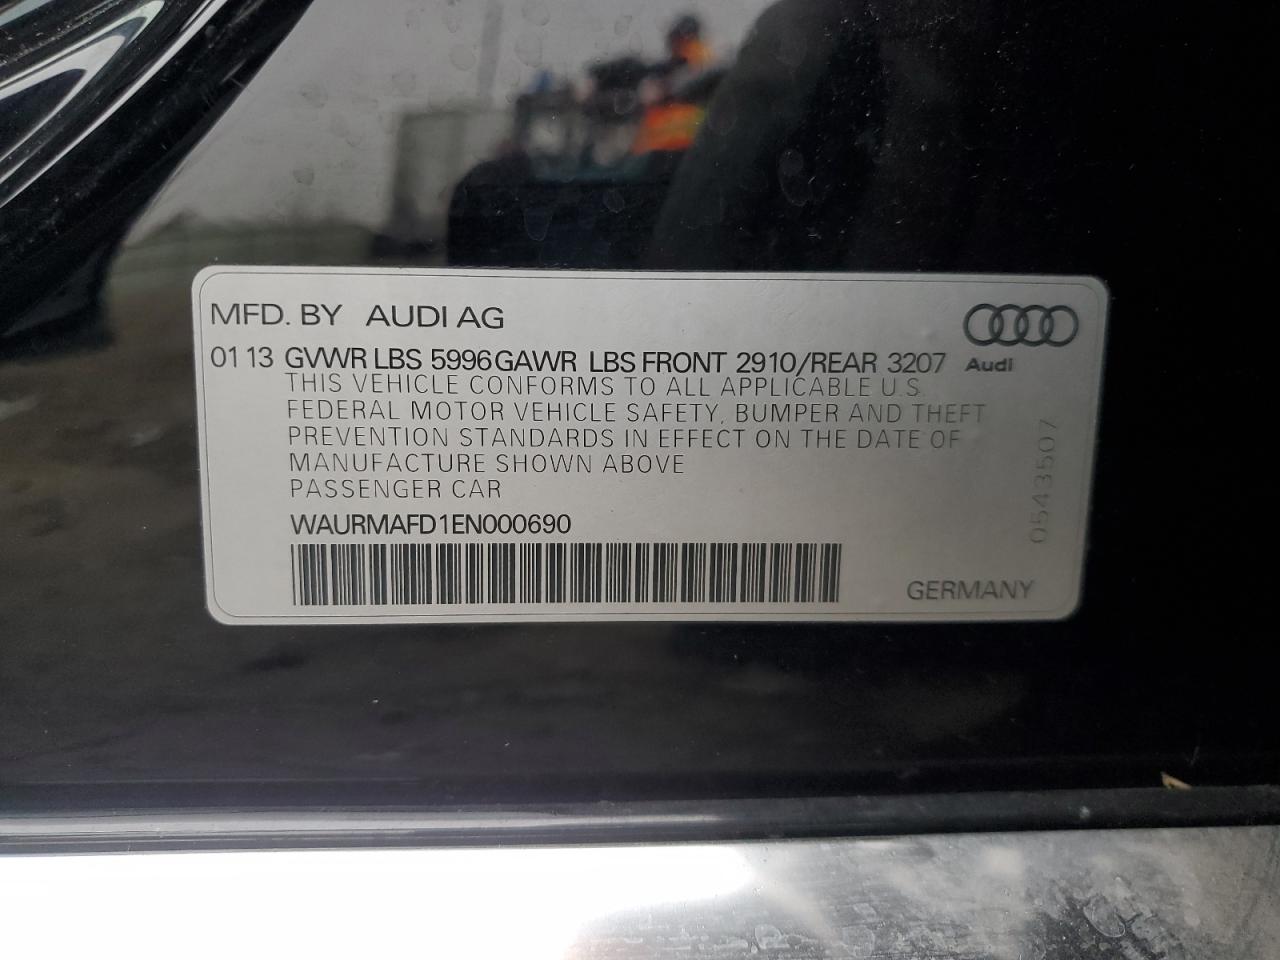 MFD. BY AUDI AG
01 13 GVWR LBS 5996 GAWR LBS FRONT 2910/REAR 3207
Audi
THIS VEHICLE CONFORMS TO ALL APPLICABLE U.S.
FEDERAL MOTOR VEHICLE SAFETY, BUMPER AND THEFT
PREVENTION STANDARDS IN EFFECT ON THE DATE OF
MANUFACTURE SHOWN ABOVE
PASSENGER CAR
WAURMAFD1EN000690
0543507
GERMANY